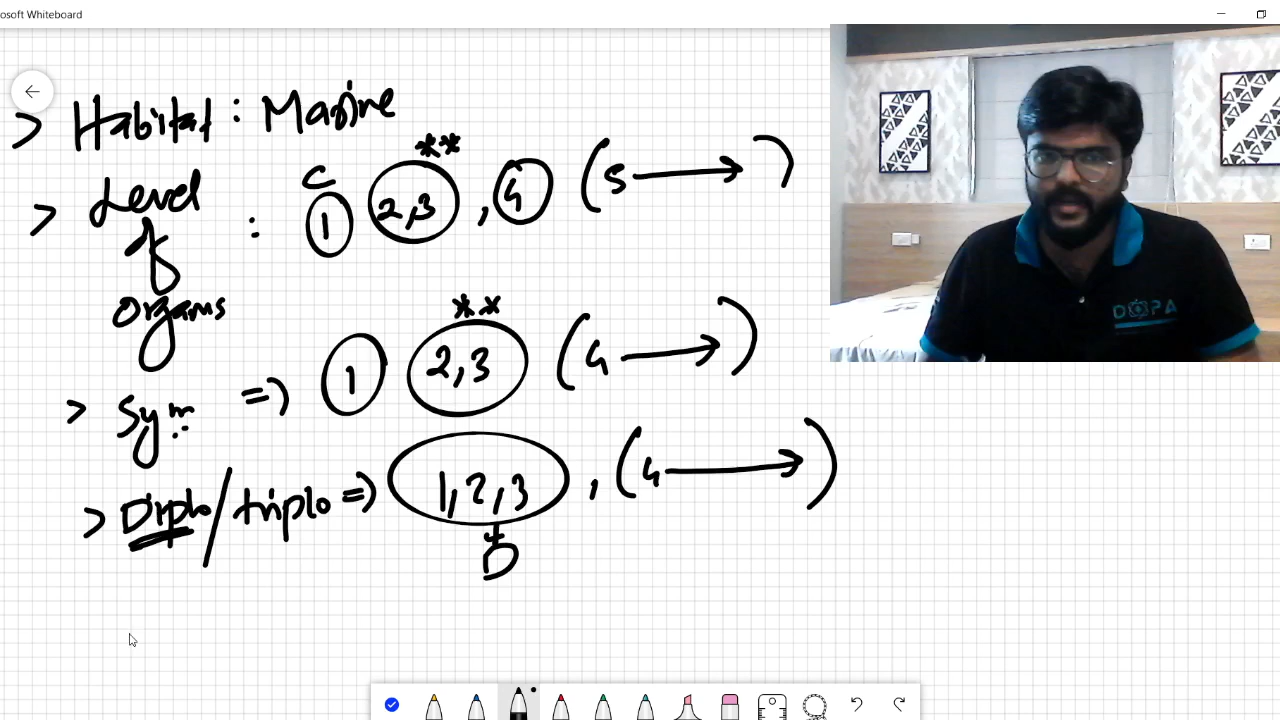 osoft Whiteboard
> Habitat : Marine
> Level of Organs : C 1 2,3 ** , 4 (5 → )
> Sym => 1 2,3 ** (4 → )
> Diplo/triplo => 1,2,3 , (4 → )
D
DOPA